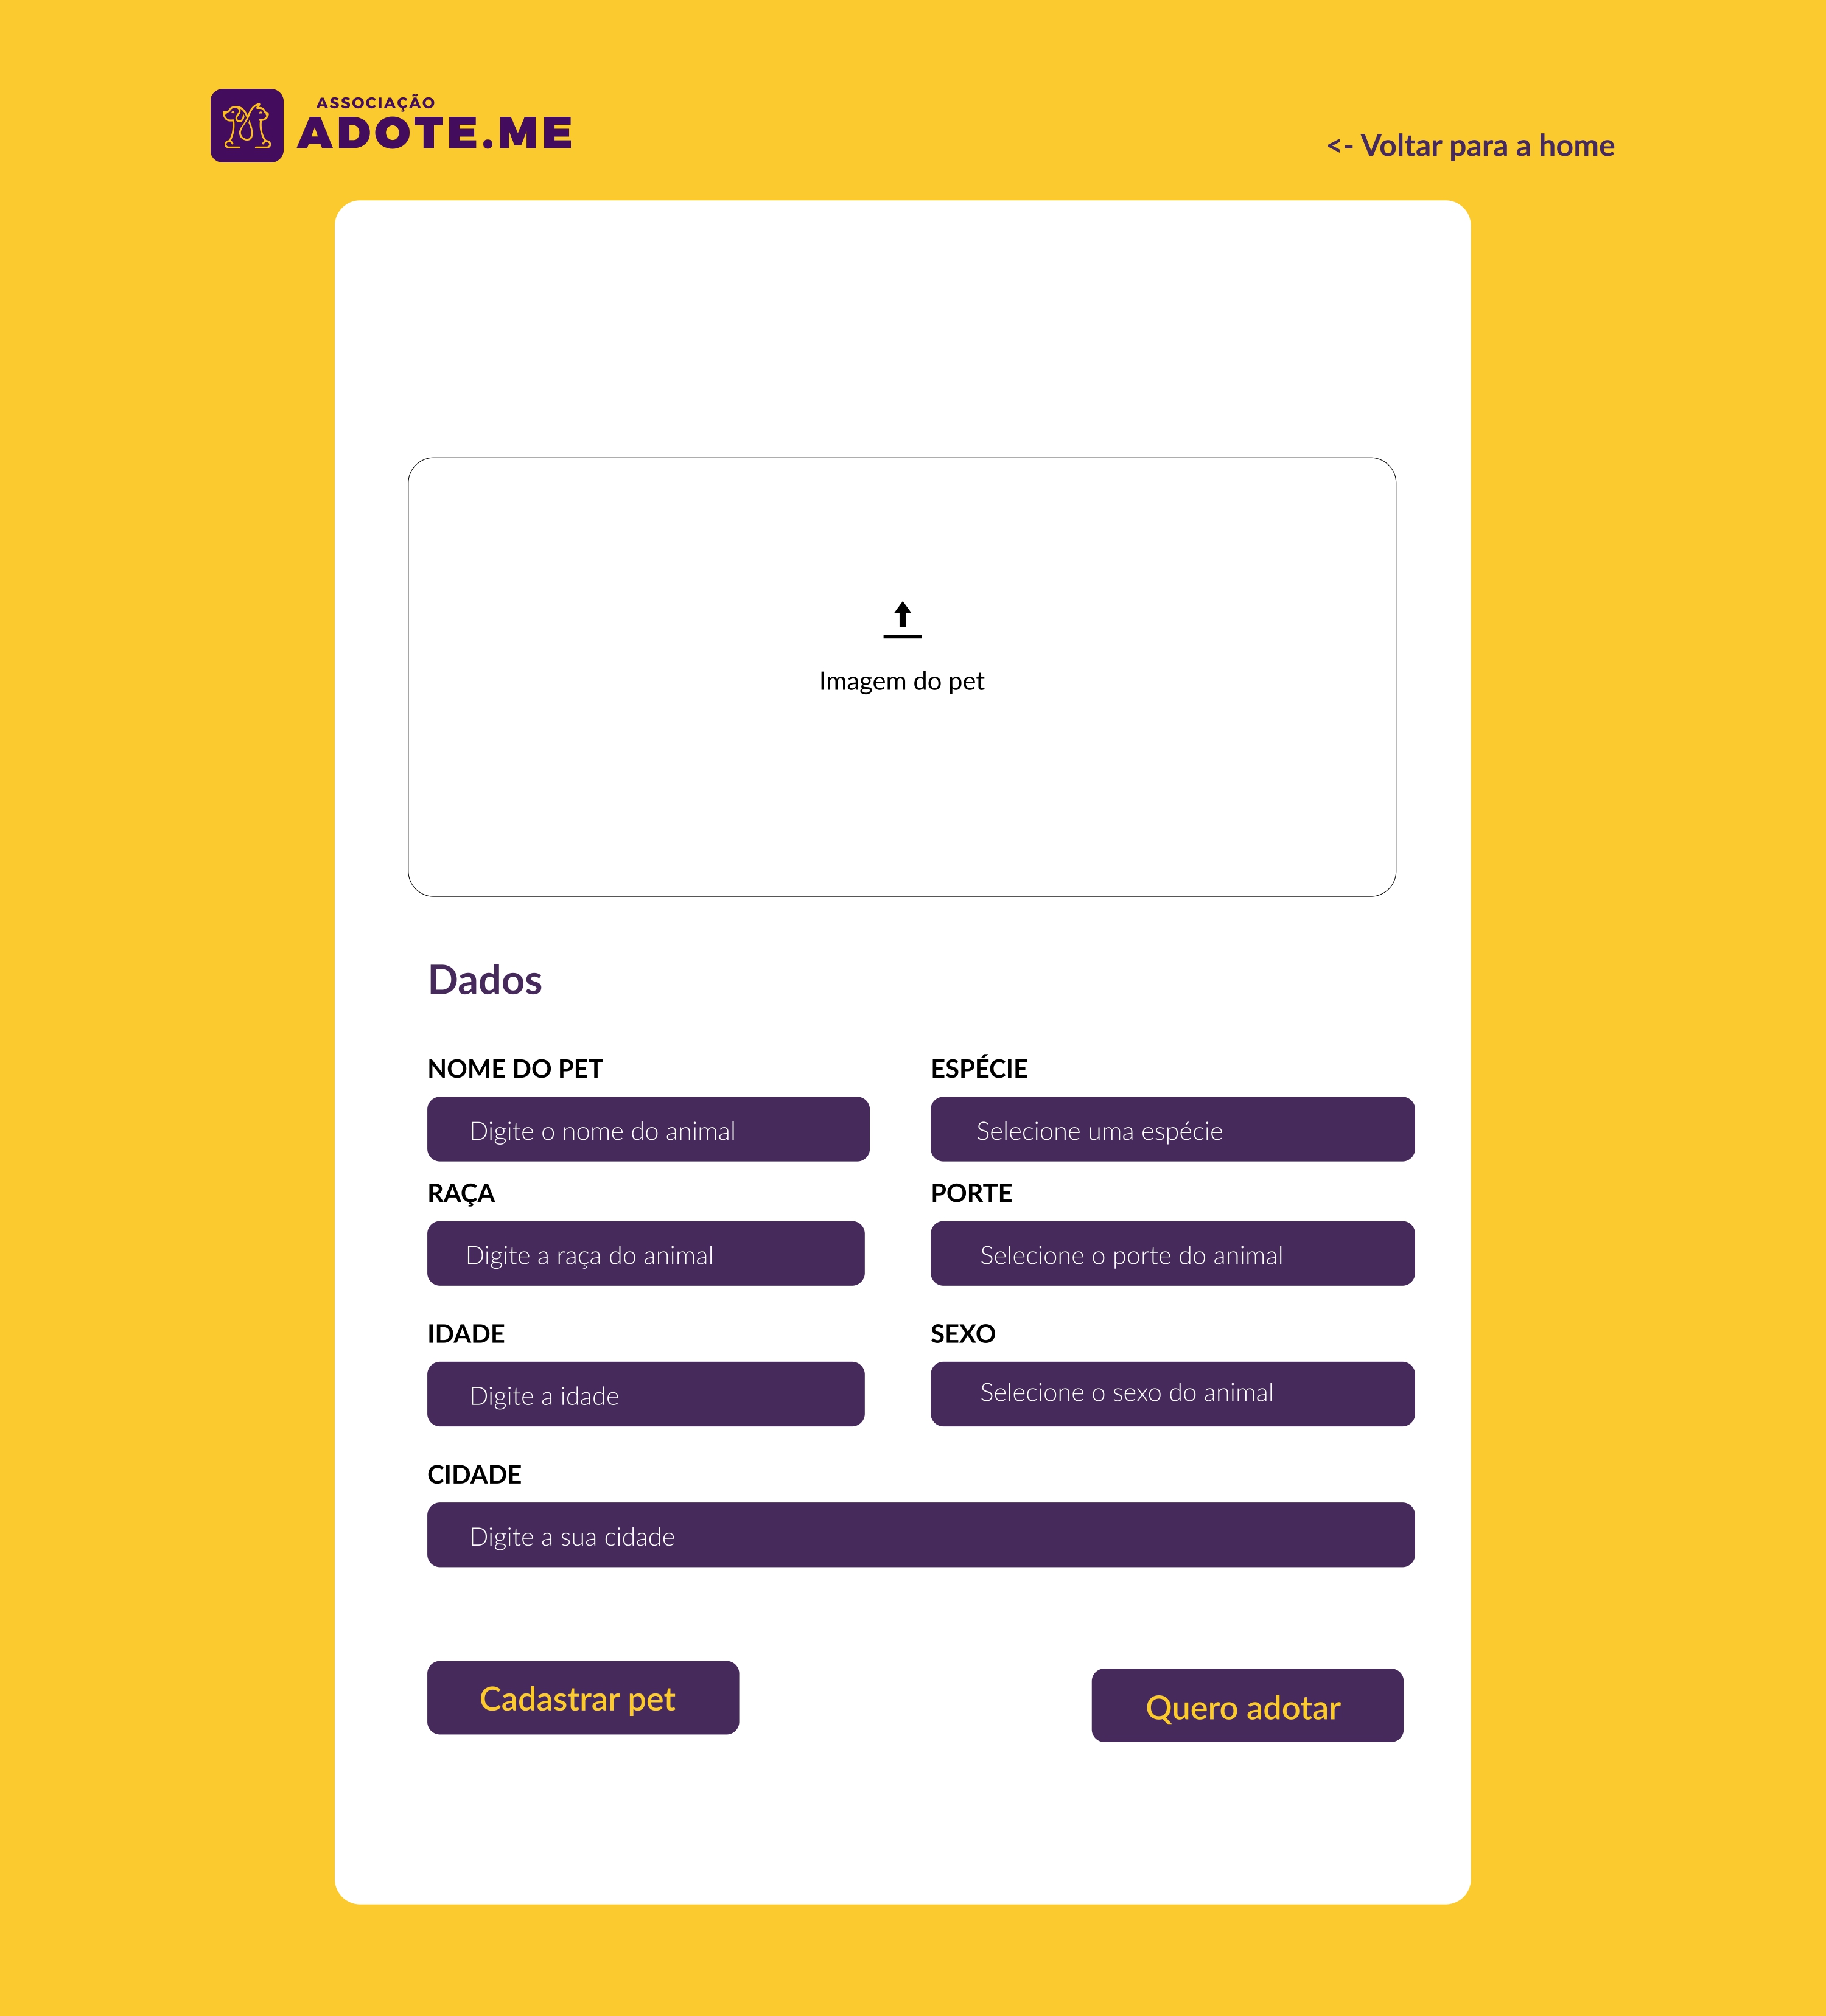 ASSOCIAÇÃO
ADOTE.ME
<- Voltar para a home
Imagem do pet
Dados
NOME DO PET
ESPÉCIE
Digite o nome do animal
Selecione uma espécie
RAÇA
PORTE
Digite a raça do animal
Selecione o porte do animal
IDADE
SEXO
Digite a idade
Selecione o sexo do animal
CIDADE
Digite a sua cidade
Cadastrar pet
Quero adotar